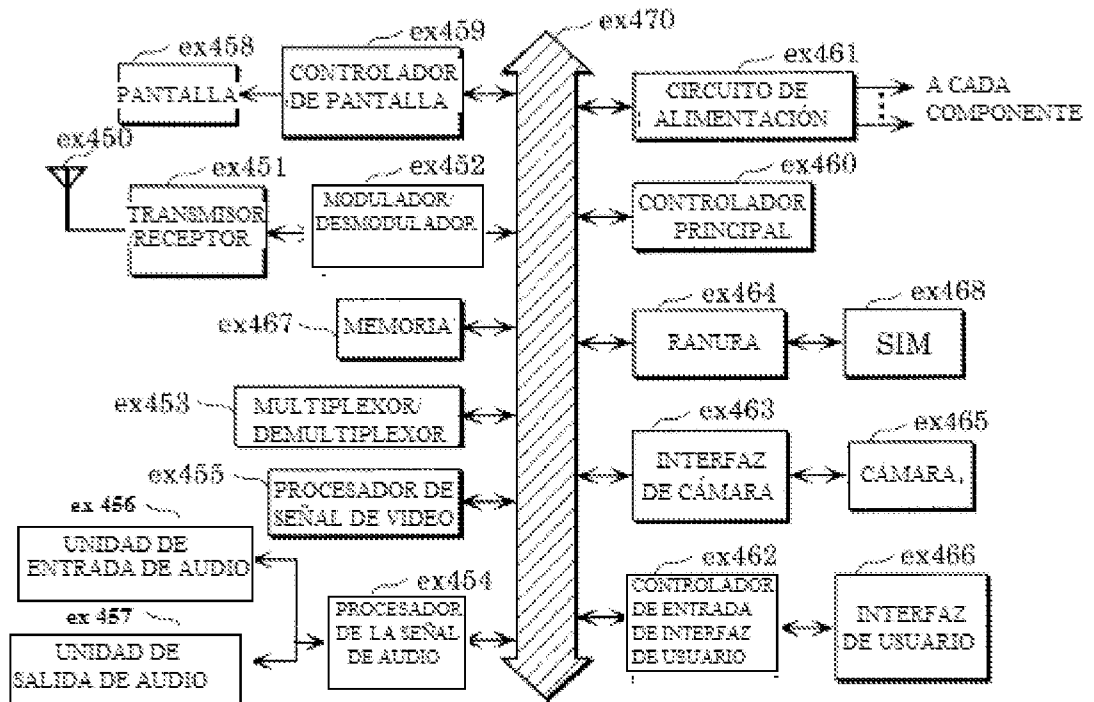 ex470
ex458
PANTALLA
ex459
CONTROLADOR
DE PANTALLA
ex461
CIRCUITO DE
ALIMENTACIÓN
A CADA
COMPONENTE
ex450
ex451
TRANSMISOR
/RECEPTOR
ex452
MODULADOR/
DESMODULADOR
ex460
CONTROLADOR
PRINCIPAL
ex467
MEMORIA
ex464
RANURA
ex468
SIM
ex453
MULTIPLEXOR/
DEMULTIPLEXOR
ex463
INTERFAZ
DE CÁMARA
ex465
CÁMARA
ex455
PROCESADOR DE
SEÑAL DE VIDEO
ex 456
UNIDAD DE
ENTRADA DE AUDIO
ex 457
UNIDAD DE
SALIDA DE AUDIO
ex454
PROCESADOR
DE LA SEÑAL
DE AUDIO
ex462
CONTROLADOR
DE ENTRADA
DE INTERFAZ
DE USUARIO
ex466
INTERFAZ
DE USUARIO